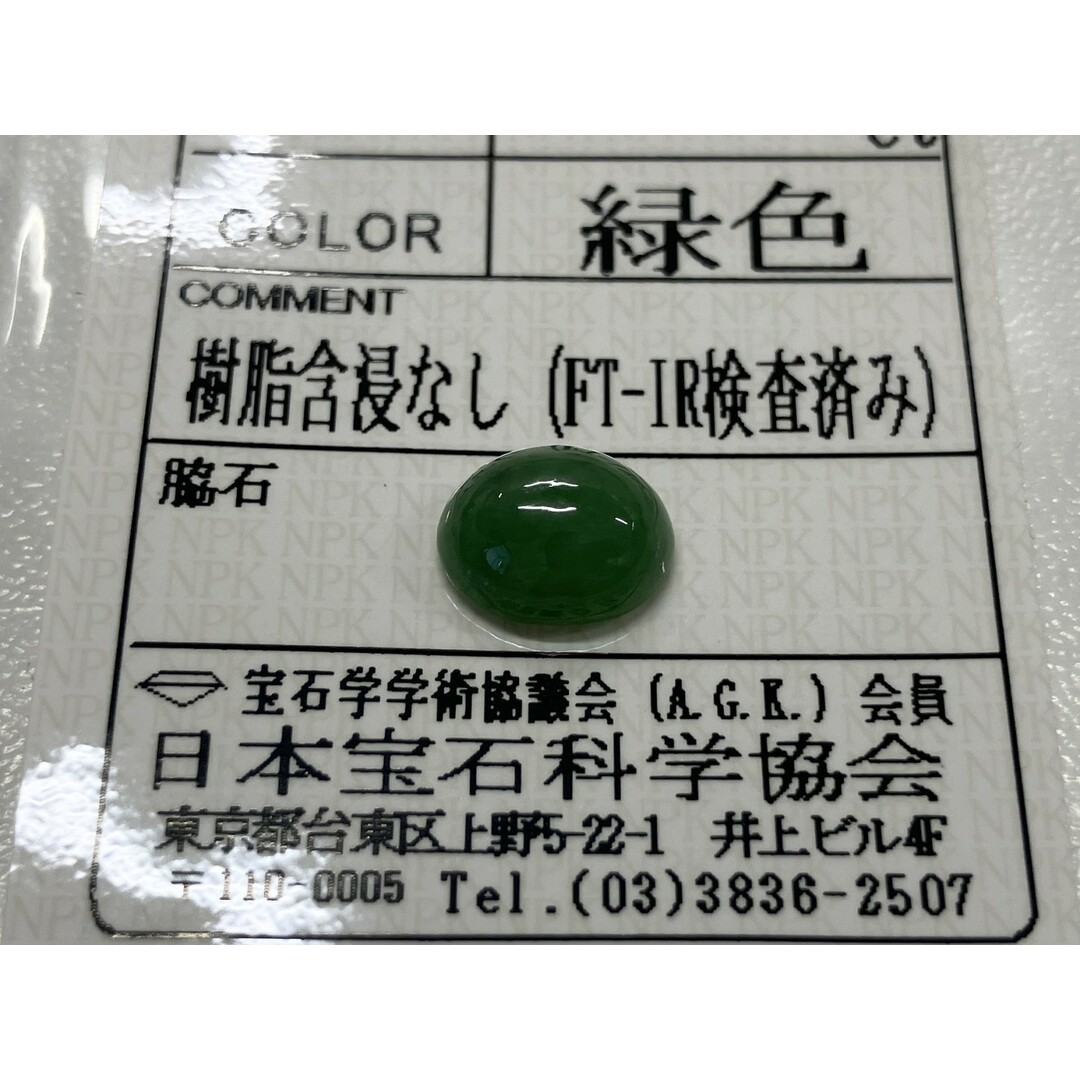 ct
COLOR 緑色
COMMENT
樹脂含浸なし (FT-IR検査済み)
脇石
宝石学学術協議会 (A.G.K.) 会員
日本宝石科学協会
東京都台東区上野5-22-1 井上ビル4F
〒110-0005 Tel.(03)3836-2507